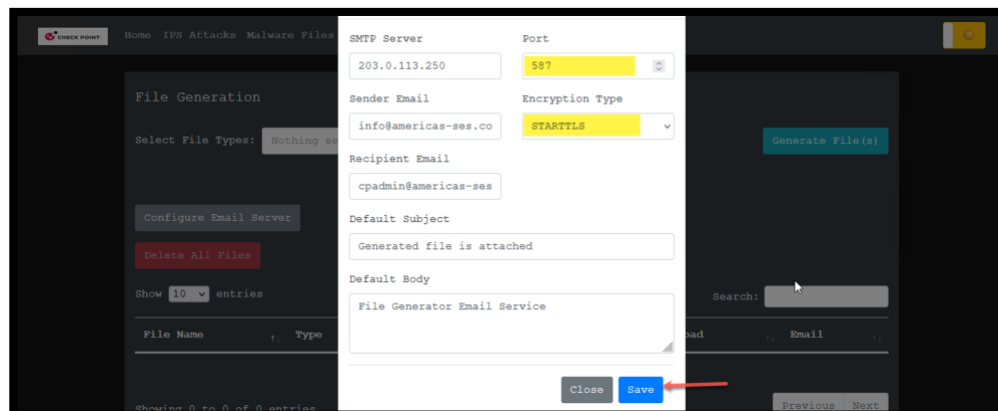 CHECK POINT
Home IPS Attacks Malware Files
SMTP Server Port
203.0.113.250 587
File Generation
Sender Email Encryption Type
info@americas-ses.co STARTTLS
Select File Types: Nothing se
Generate File(s)
Recipient Email
cpadmin@americas-ses
Configure Email Server
Default Subject
Generated file is attached
Delete All Files
Default Body
Show 10 entries
Search:
File Generator Email Service
File Name Type oad Email
Close Save
Showing 0 to 0 of 0 entries
Previous Next